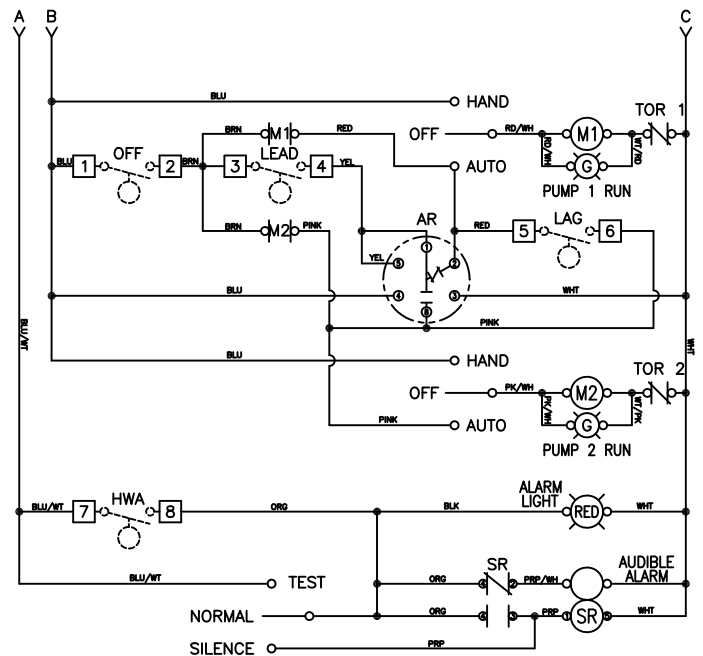 A B C
BLU HAND
TOR 1
OFF RD/WH M1
BRN M1 RED
RD/WH G WT/RD
PUMP 1 RUN
OFF LEAD AUTO
BLU 1 2 BRN 3 4 YEL
BRN M2 PINK AR RED 5 LAG 6
1
YEL 5 2
BLU 4 3 WHT
8
PINK
BLU/WT WHT
BLU HAND
TOR 2
OFF PK/WH M2
PK/WH G WT/PK
PINK AUTO
PUMP 2 RUN
HWA
BLU/WT 7 8 ORG BLK
ALARM
LIGHT
RED WHT
SR
BLU/WT TEST
ORG 4 2 PRP/WH
AUDIBLE
ALARM
NORMAL ORG 3 PRP 1 SR WHT
SILENCE PRP